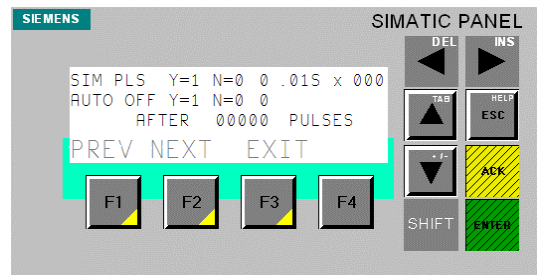 SIEMENS
SIMATIC PANEL
DEL
INS
SIM PLS Y=1 N=0 0 .01S x 000
AUTO OFF Y=1 N=0 0
AFTER 00000 PULSES
PREV NEXT EXIT
TAB
HELP
ESC
+/-
ACK
F1 F2 F3 F4
SHIFT
ENTER